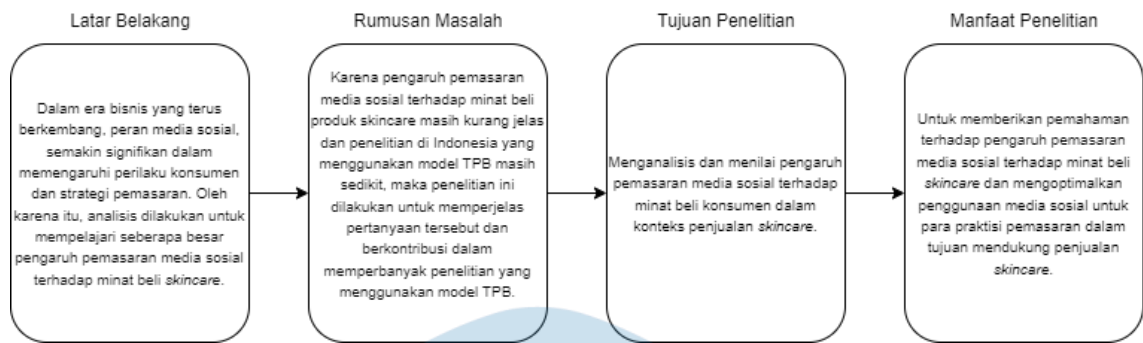 Latar Belakang
Dalam era bisnis yang terus
berkembang, peran media sosial,
semakin signifikan dalam
memengaruhi perilaku konsumen
dan strategi pemasaran. Oleh
karena itu, analisis dilakukan untuk
mempelajari seberapa besar
pengaruh pemasaran media sosial
terhadap minat beli skincare.
Rumusan Masalah
Karena pengaruh pemasaran
media sosial terhadap minat beli
produk skincare masih kurang jelas
dan penelitian di Indonesia yang
menggunakan model TPB masih
sedikit, maka penelitian ini
dilakukan untuk memperjelas
pertanyaan tersebut dan
berkontribusi dalam
memperbanyak penelitian yang
menggunakan model TPB.
Tujuan Penelitian
Menganalisis dan menilai pengaruh
pemasaran media sosial terhadap
minat beli konsumen dalam
konteks penjualan skincare.
Manfaat Penelitian
Untuk memberikan pemahaman
terhadap pengaruh pemasaran
media sosial terhadap minat beli
skincare dan mengoptimalkan
penggunaan media sosial untuk
para praktisi pemasaran dalam
tujuan mendukung penjualan
skincare.